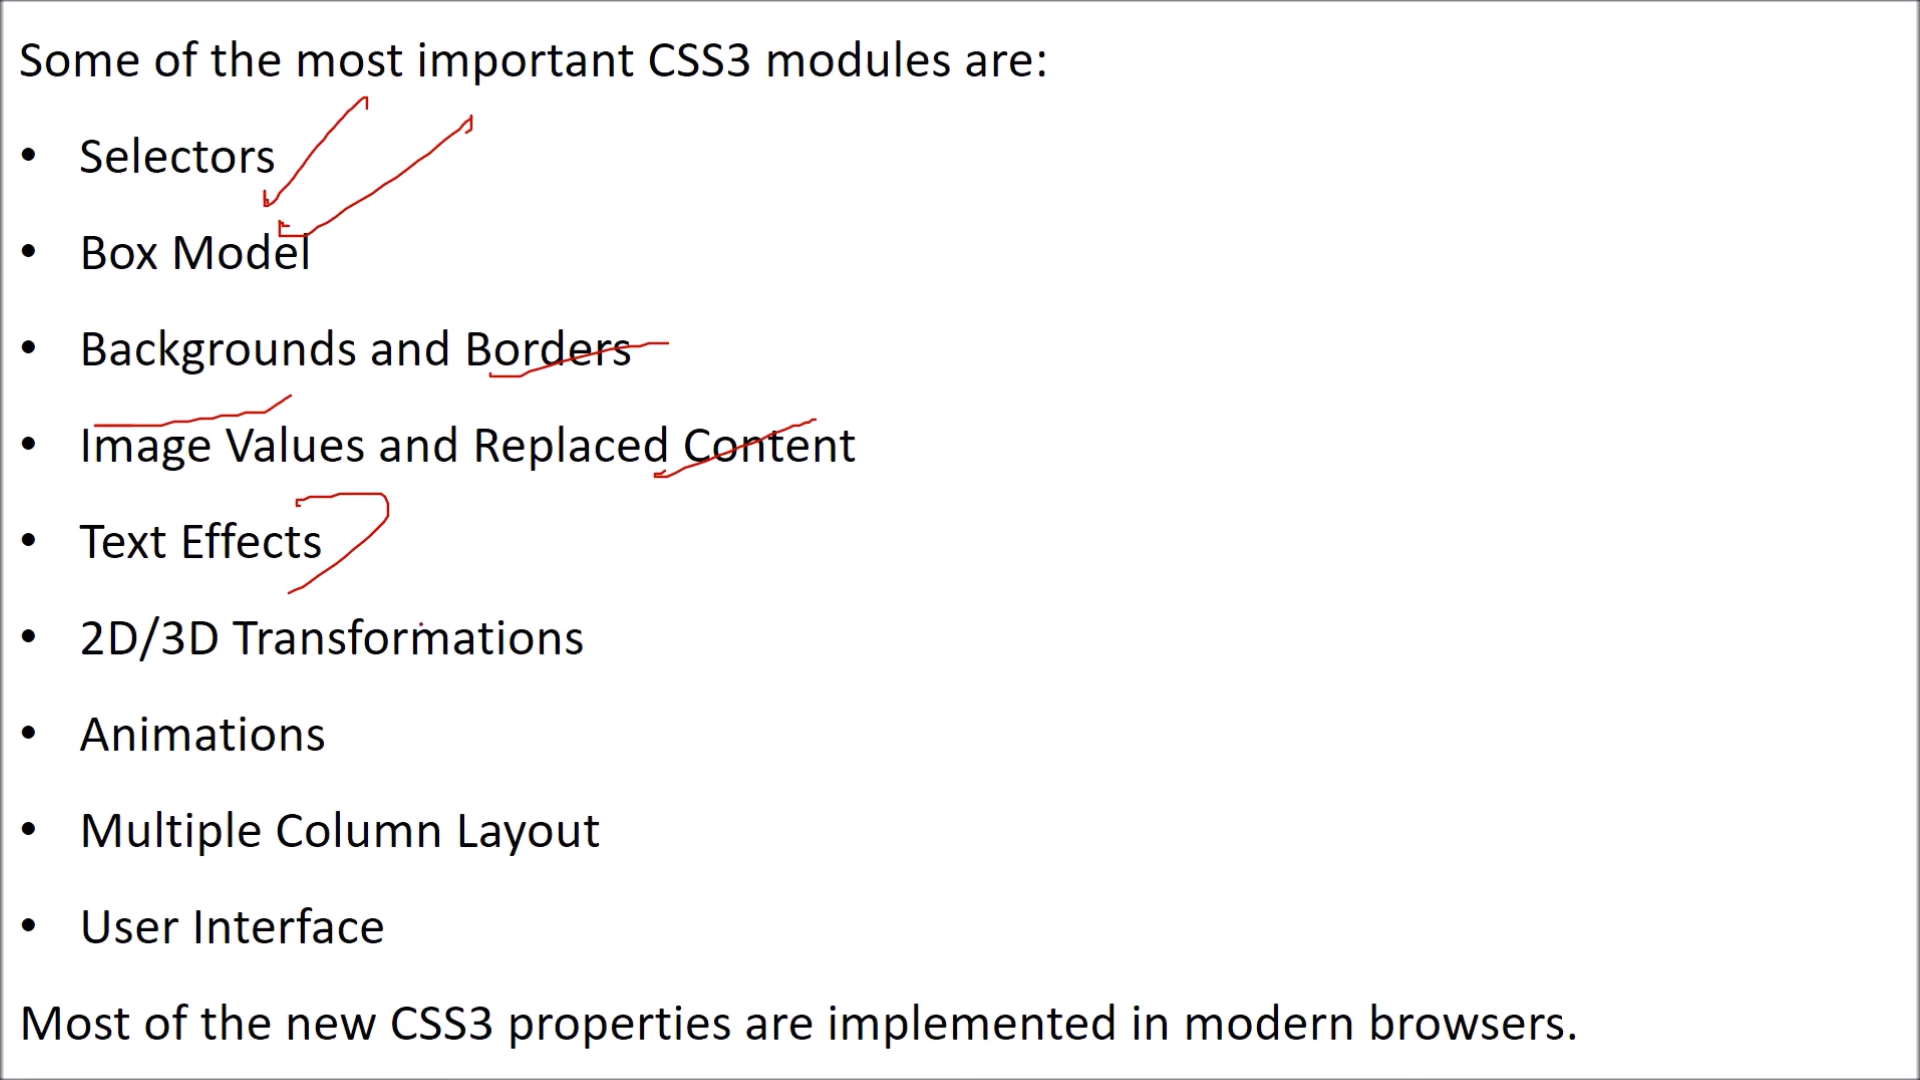 Some of the most important CSS3 modules are:
• Selectors
• Box Model
• Backgrounds and Borders
• Image Values and Replaced Content
• Text Effects
• 2D/3D Transformations
• Animations
• Multiple Column Layout
• User Interface
Most of the new CSS3 properties are implemented in modern browsers.